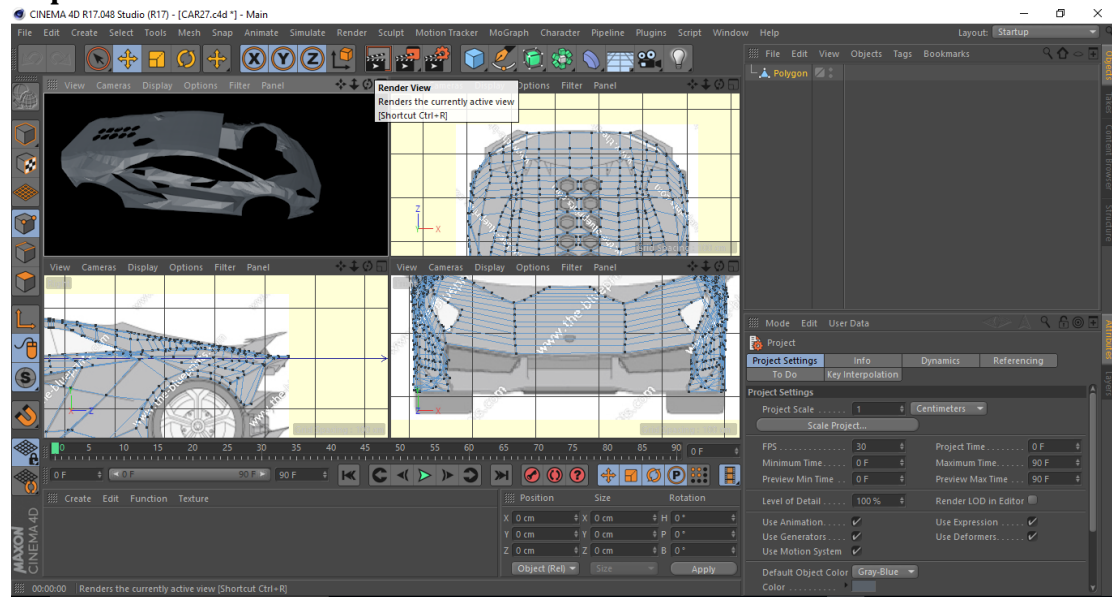 CINEMA 4D R17.048 Studio (R17) - [CAR27.c4d *] - Main
File Edit Create Select Tools Mesh Snap Animate Simulate Render Sculpt Motion Tracker MoGraph Character Pipeline Plugins Script Window Help Layout: Startup
View Cameras Display Options Filter Panel
Render View
Renders the currently active view
[Shortcut Ctrl+R]
Options Filter Panel
File Edit View Objects Tags Bookmarks
Polygon
Objects
Content Browser
Structure
Z
X
View Cameras Display Options Filter Panel
View Cameras Display Options Filter Panel
Mode Edit User Data
Attributes
Layers
Project
Project Settings Info Dynamics Referencing
To Do Key Interpolation
Project Settings
Project Scale ...... 1 Centimeters
Scale Project...
FPS 30 Project Time 0 F
Minimum Time 0 F Maximum Time 90 F
Preview Min Time 0 F Preview Max Time 90 F
Level of Detail 100 % Render LOD in Editor
Use Animation Use Expression
Use Generators Use Deformers
Use Motion System
Default Object Color Gray-Blue
Color
0 5 10 15 20 25 30 35 40 45 50 55 60 65 70 75 80 85 90 0 F
0 F 0 F 90 F 90 F
Create Edit Function Texture
Position Size Rotation
X 0 cm X 0 cm H 0 °
Y 0 cm Y 0 cm P 0 °
Z 0 cm Z 0 cm B 0 °
Object (Rel) Size Apply
MAXON
CINEMA 4D
00:00:00 Renders the currently active view [Shortcut Ctrl+R]